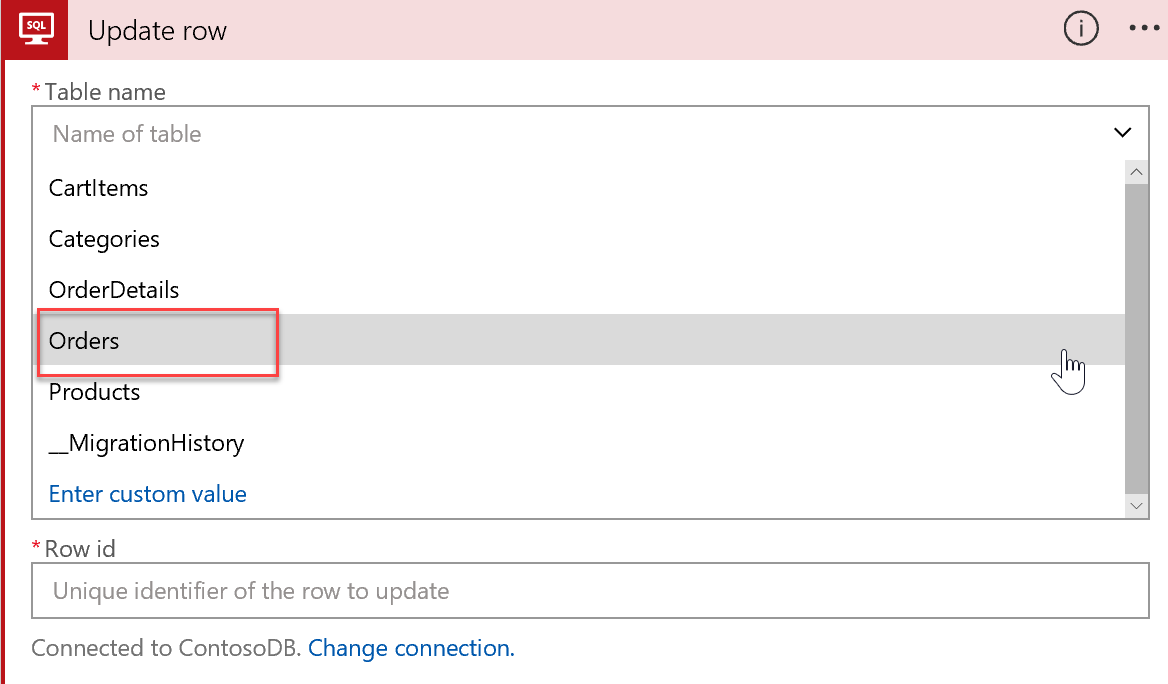 SQL
Update row
* Table name
Name of table
CartItems
Categories
OrderDetails
Orders
Products
__MigrationHistory
Enter custom value
* Row id
Unique identifier of the row to update
Connected to ContosoDB. Change connection.